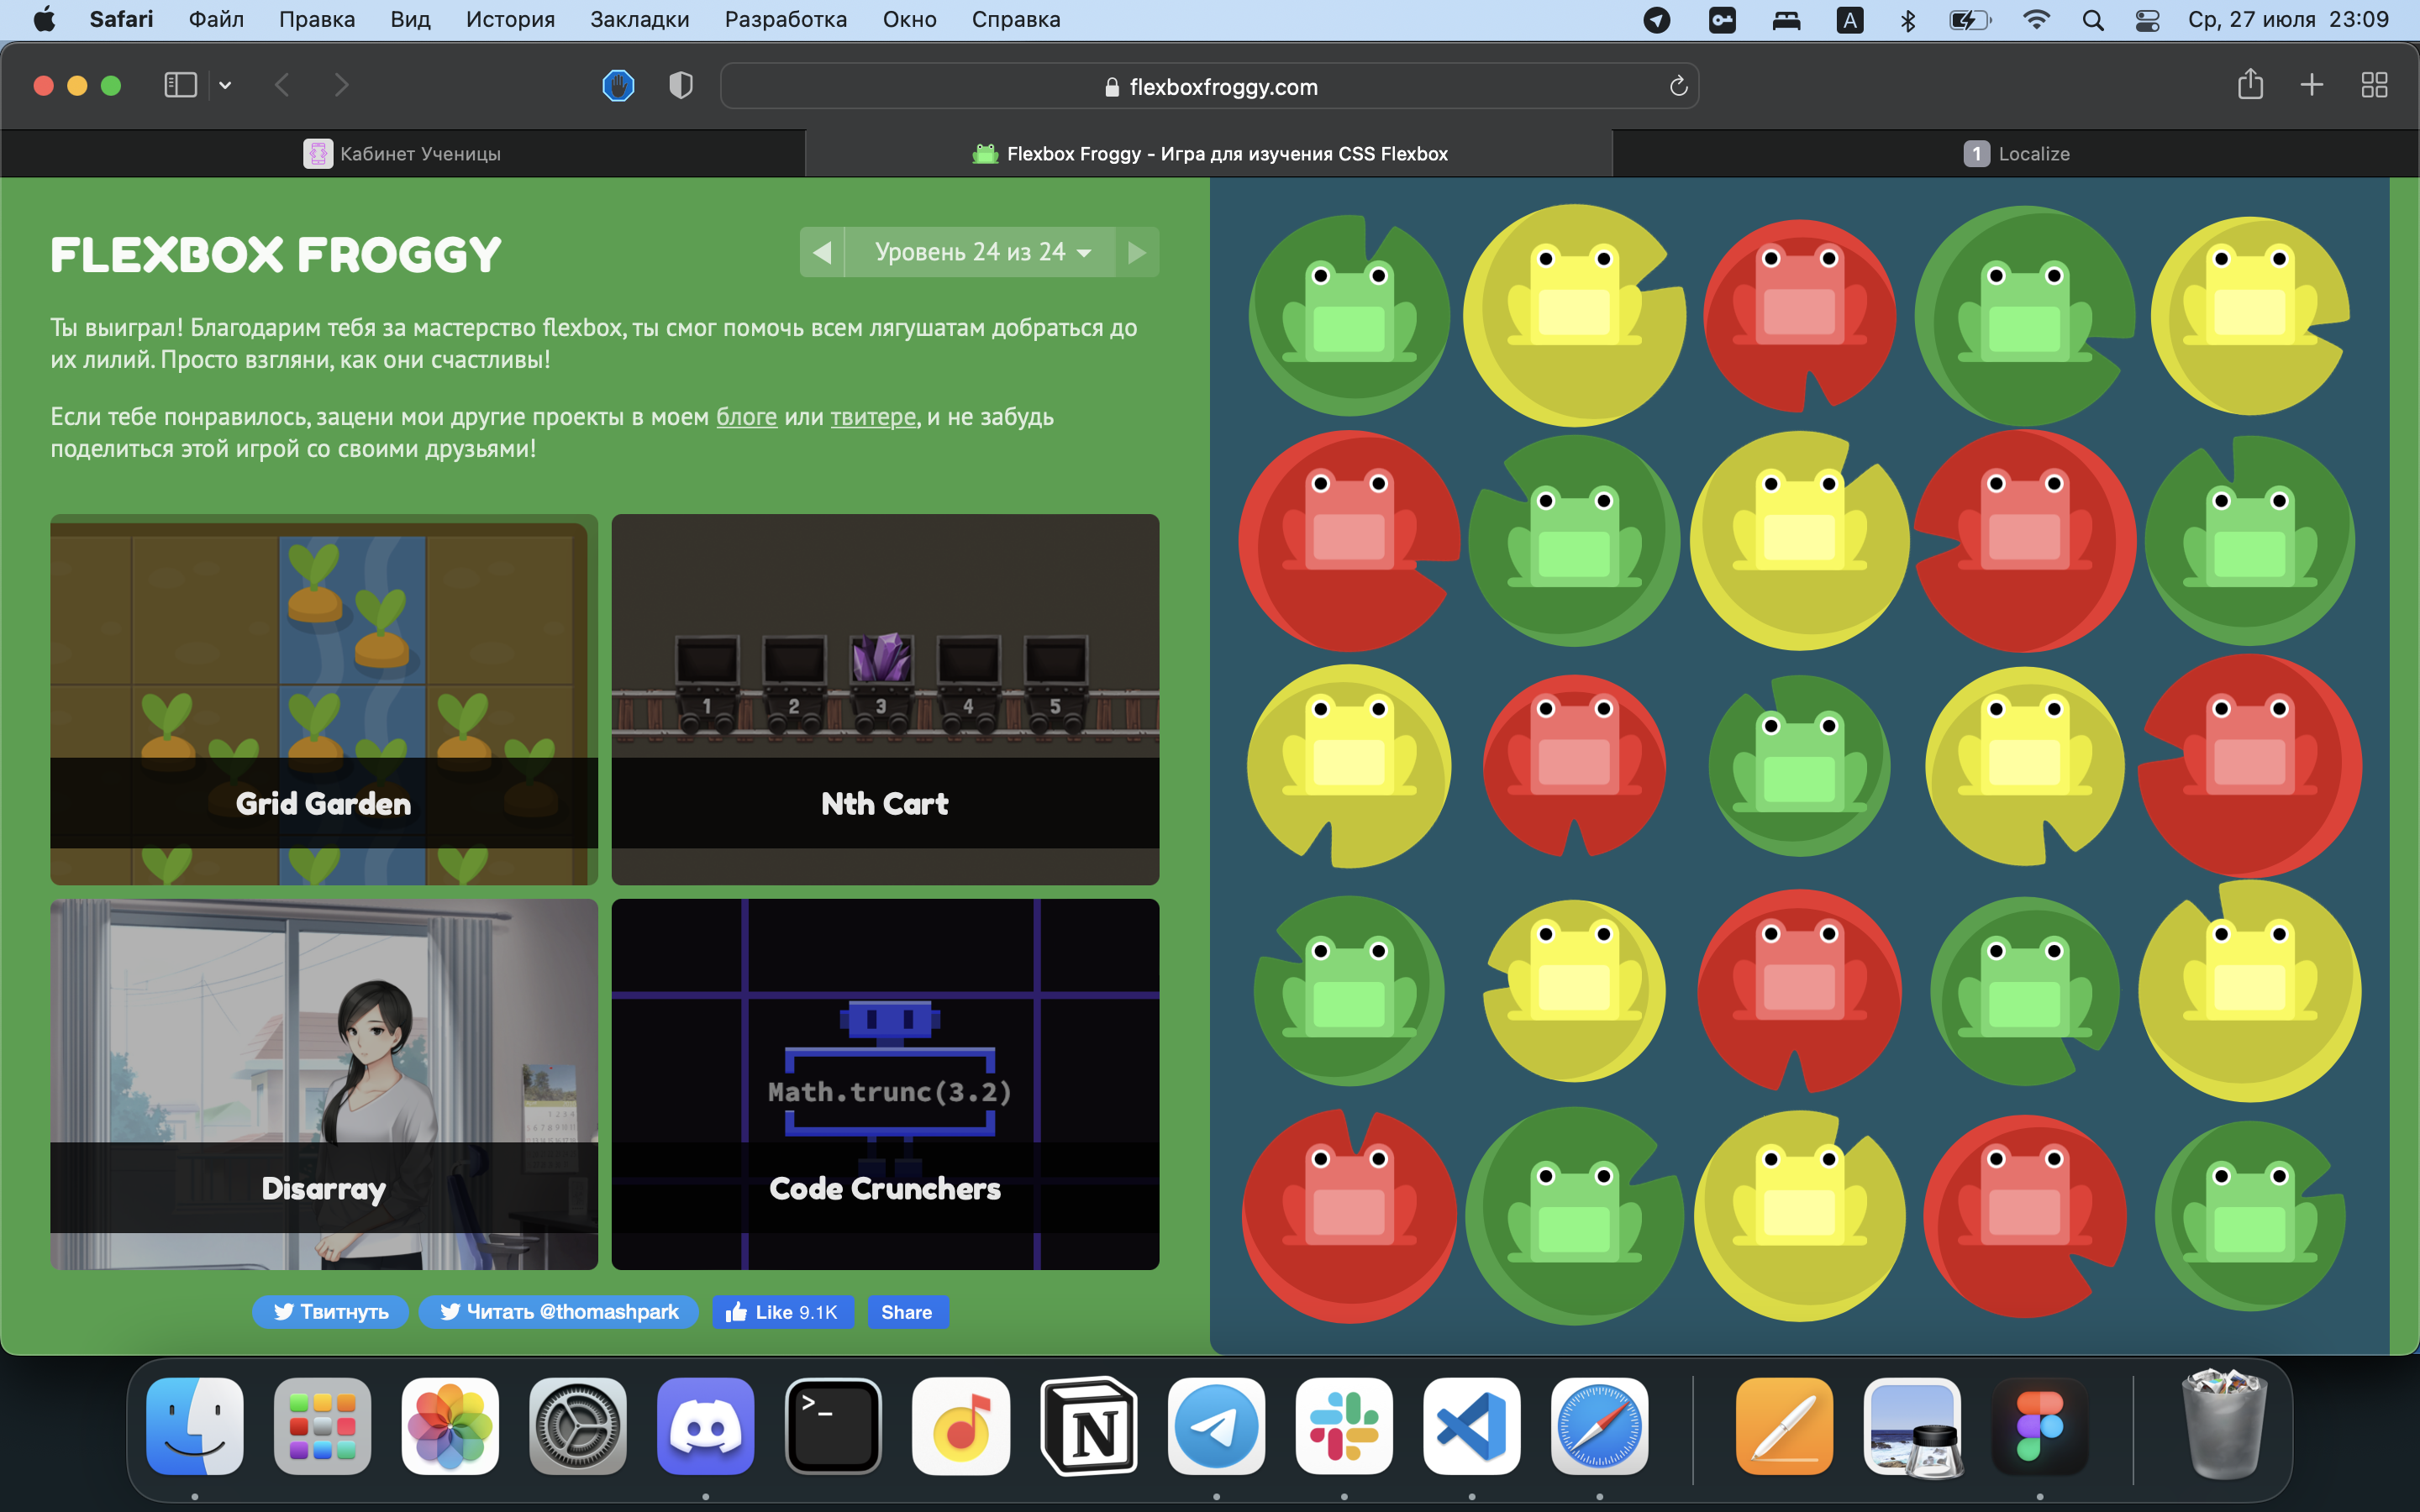 Safari Файл Правка Вид История Закладки Разработка Окно Справка A Ср, 27 июля 23:09
flexboxfroggy.com
Кабинет Ученицы Flexbox Froggy - Игра для изучения CSS Flexbox 1 Localize
FLEXBOX FROGGY
Уровень 24 из 24
Ты выиграл! Благодарим тебя за мастерство flexbox, ты смог помочь всем лягушатам добраться до
их лилий. Просто взгляни, как они счастливы!
Если тебе понравилось, зацени мои другие проекты в моем блоге или твитере, и не забудь
поделиться этой игрой со своими друзьями!
1 2 3 4 5
Grid Garden
Nth Cart
Math.trunc(3.2)
Disarray
Code Crunchers
Твитнуть Читать @thomashpark Like 9.1K Share
>_ N